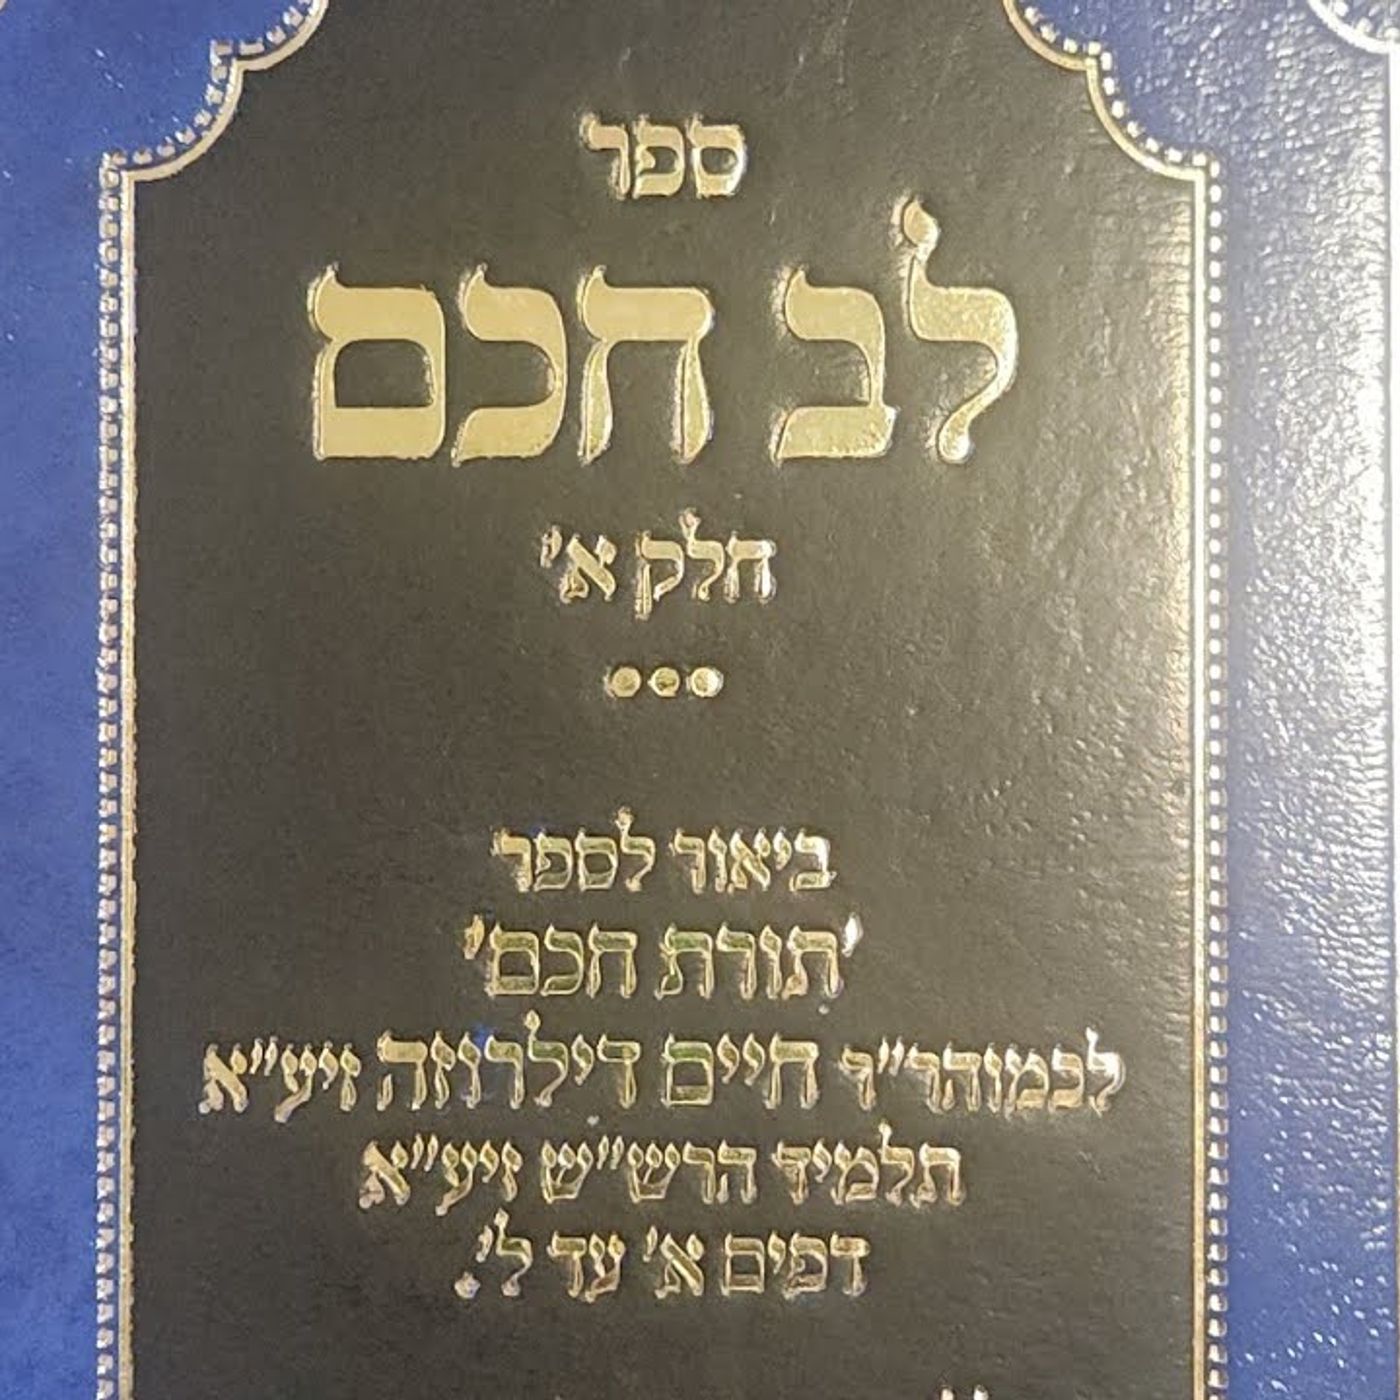 ספר
לב חכם
חלק א'
ביאור לספר
'תורת חכם'
לכמוהר"ר חיים דילרוזה זיע"א
תלמיד הרש"ש זיע"א
דפים א' עד ל'.